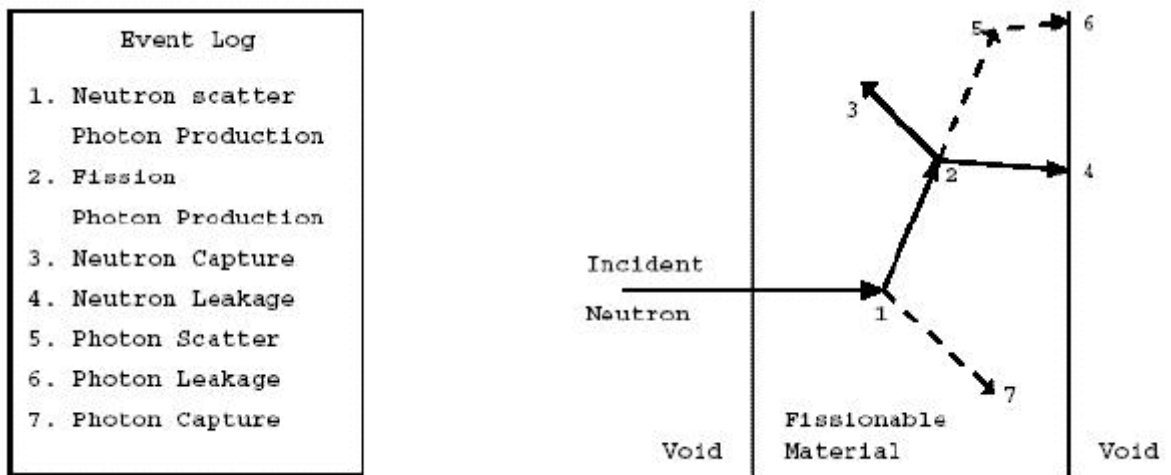 Event Log
1. Neutron scatter
Photon Production
2. Fission
Photon Production
3. Neutron Capture
4. Neutron Leakage
5. Photon Scatter
6. Photon Leakage
7. Photon Capture
5
6
3
2
4
Incident
Neutron
1
7
Fissionable
Void
Material
Void